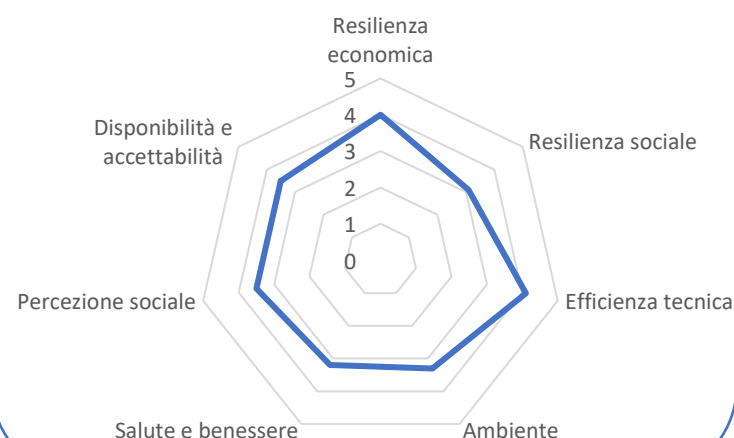 Resilienza
economica
5
4
3
2
1
0
Disponibilità e
accettabilità
Resilienza sociale
Percezione sociale
Efficienza tecnica
Salute e benessere
Ambiente